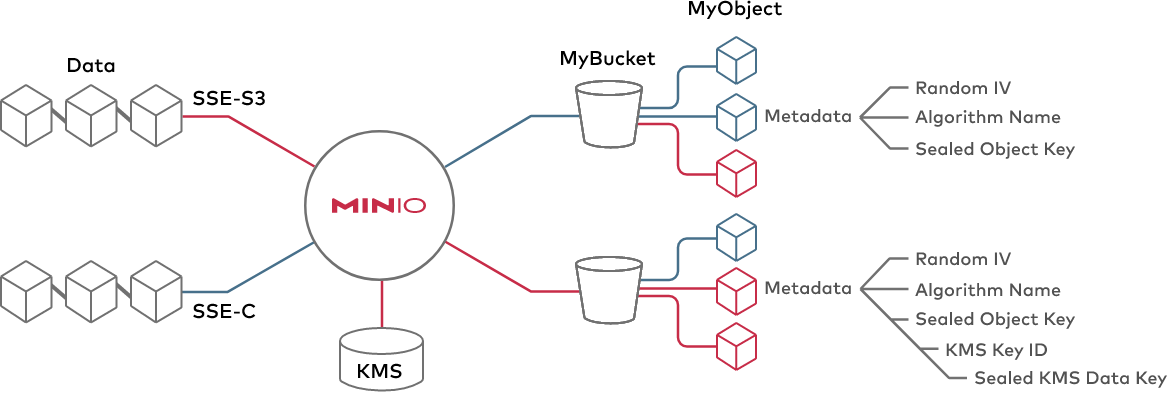 MyObject
MyBucket
Data
SSE-S3
Random IV
Metadata
Algorithm Name
Sealed Object Key
MINIO
Random IV
Metadata
Algorithm Name
SSE-C
Sealed Object Key
KMS Key ID
KMS
Sealed KMS Data Key